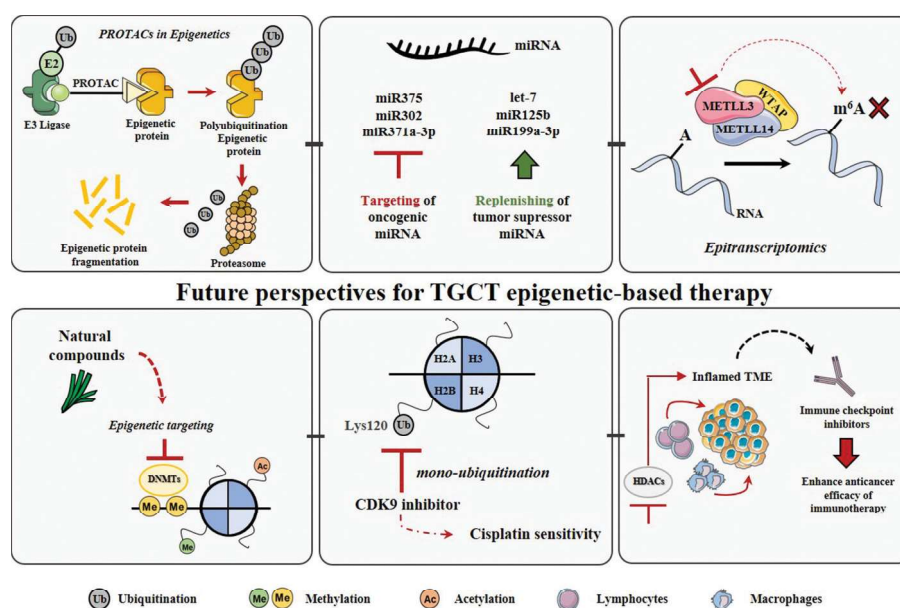 PROTACs in Epigenetics
Ub
E2
Ub
Ub
Ub
PROTAC
E3 Ligase
Epigenetic
protein
Polyubiquitination
Epigenetic
protein
Ub
Ub
Ub
Epigenetic protein
fragmentation
Proteasome
miRNA
miR375
miR302
miR371a-3p
let-7
miR125b
miR199a-3p
Targeting of
oncogenic
miRNA
Replenishing of
tumor supressor
miRNA
METLL3
WTAP
METLL14
m⁶A
A
RNA
Epitranscriptomics
Future perspectives for TGCT epigenetic-based therapy
Natural
compounds
Epigenetic targeting
DNMTs
Me Me
Ac
Me
H2A H3
H2B H4
Lys120 Ub
mono-ubiquitination
CDK9 inhibitor
Cisplatin sensitivity
Inflamed TME
HDACs
Immune checkpoint
inhibitors
Enhance anticancer
efficacy of
immunotherapy
Ub Ubiquitination Me Me Methylation Ac Acetylation Lymphocytes Macrophages